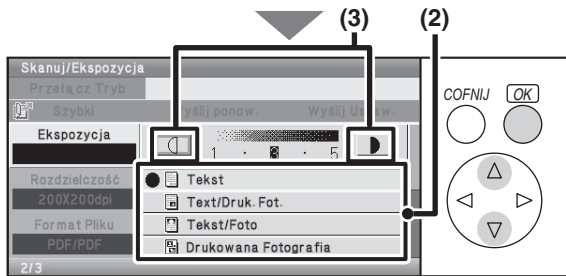 (3) (2)
Skanuj/Ekspozycja
Przełącz Tryb
Szybki Wyślij ponow. Wyślij Ustaw.
Ekspozycja
1 · 3 · 5
Rozdzielczość
200X200dpi
Format Pliku
PDF/PDF
2/3
Tekst
Text/Druk. Fot.
Tekst/Foto
Drukowana Fotografia
COFNIJ OK